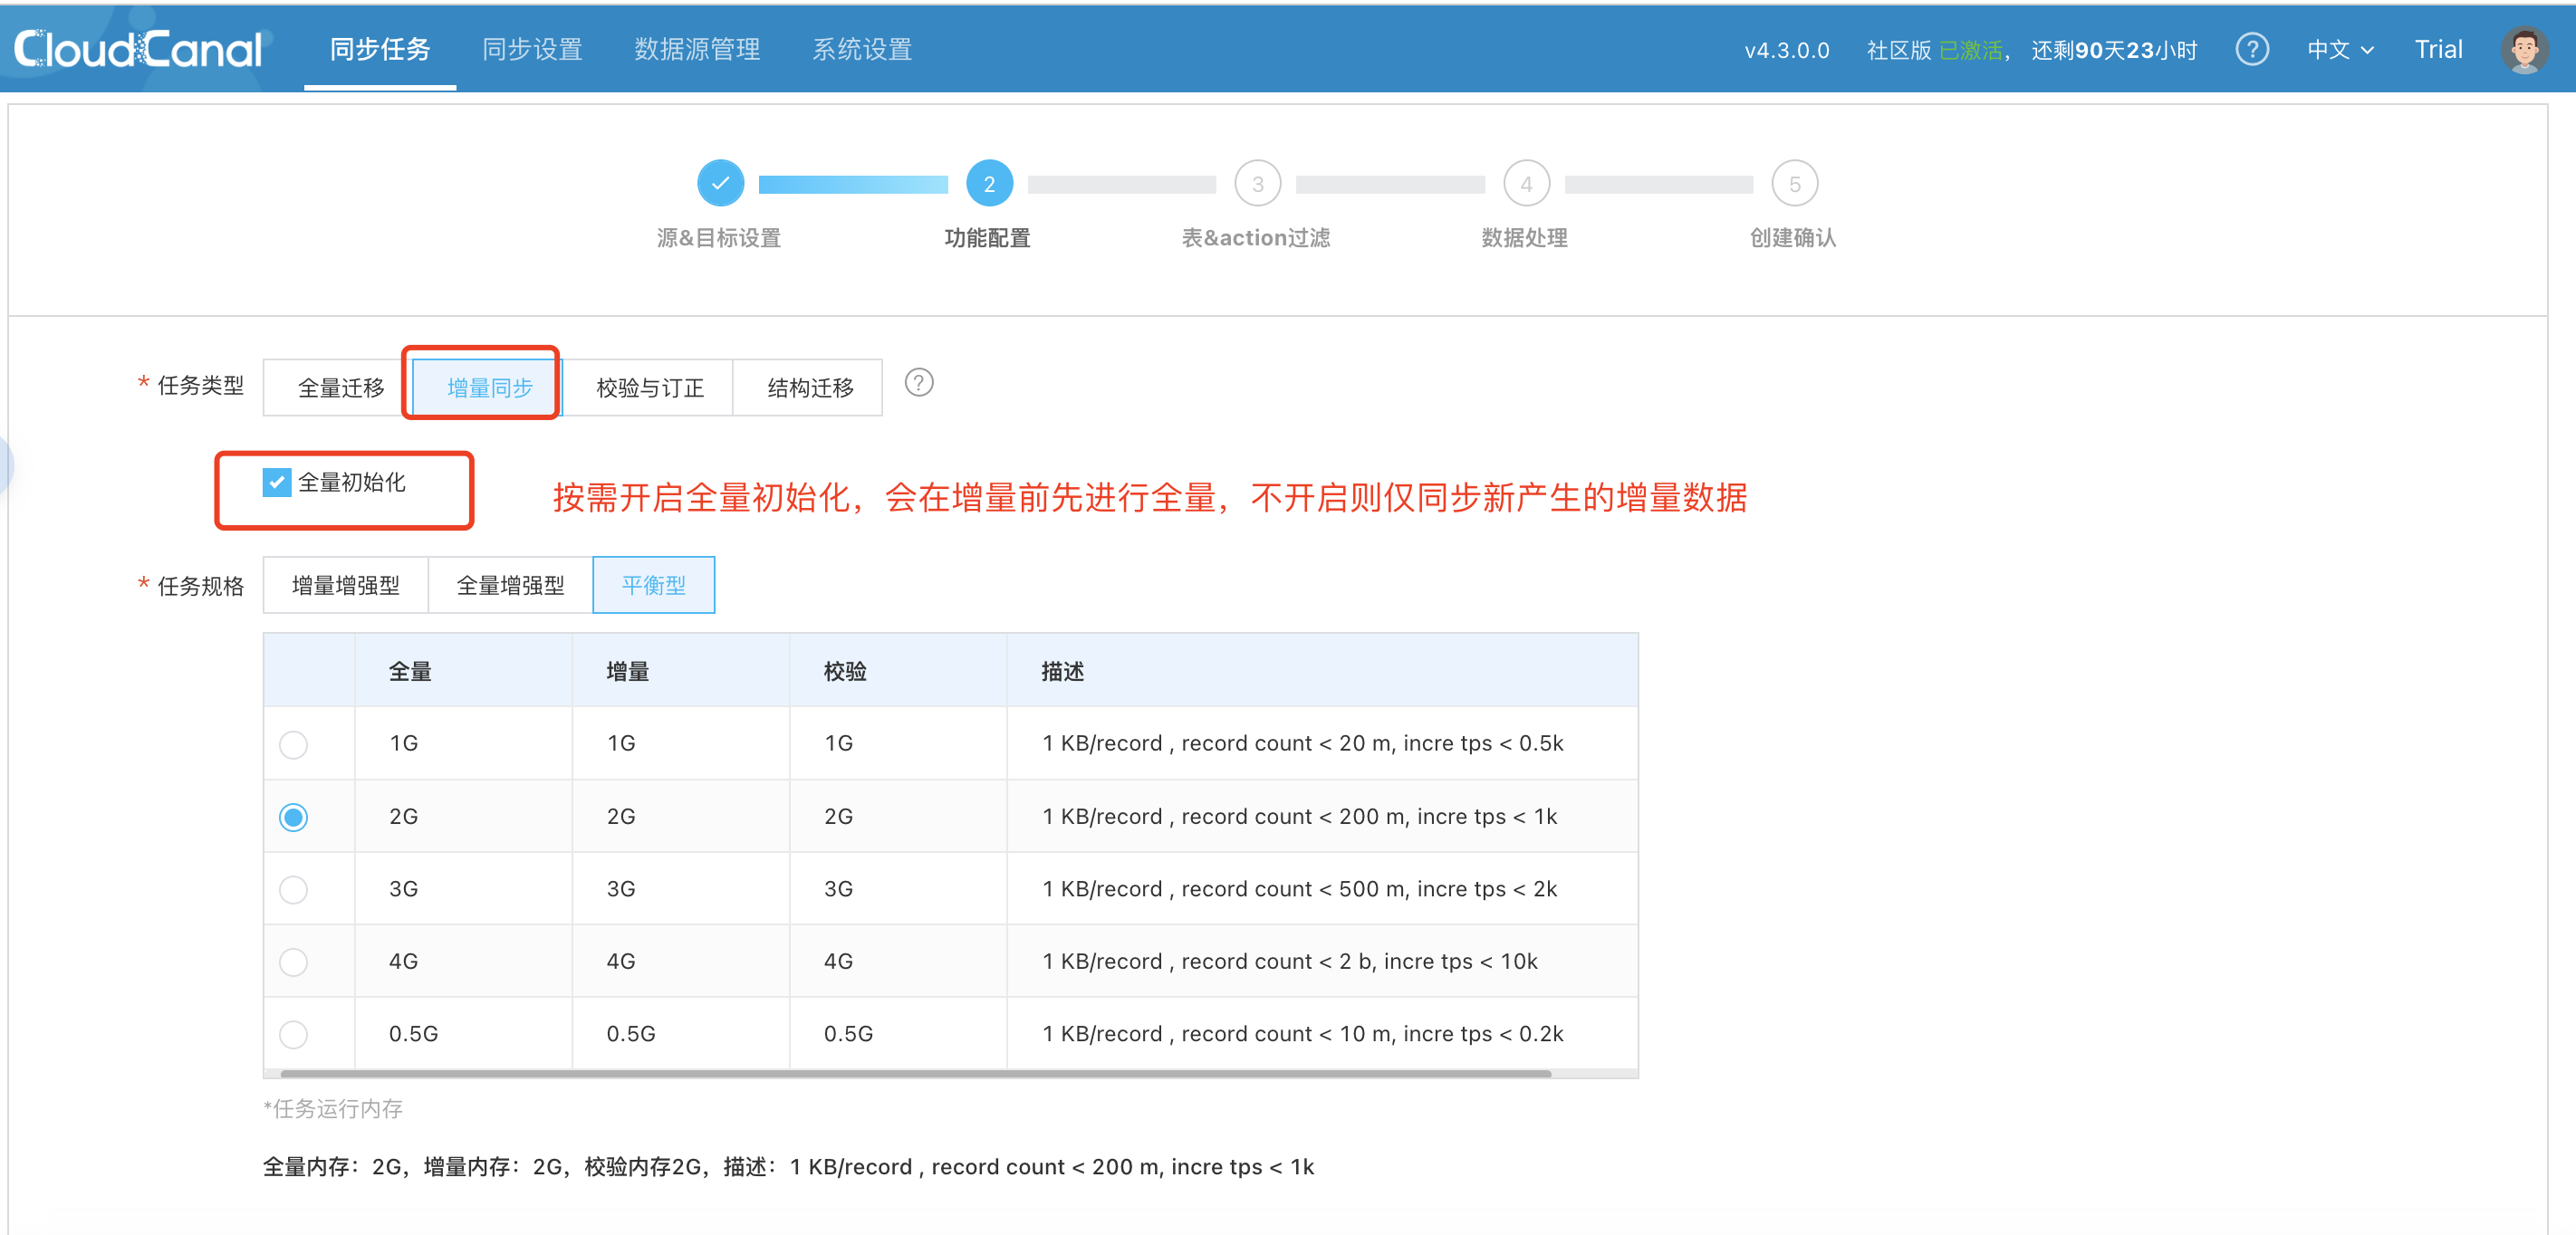 CloudCanal 同步任务 同步设置 数据源管理 系统设置 v4.3.0.0 社区版 已激活， 还剩90天23小时 ? 中文 Trial
2 3 4 5
源&目标设置 功能配置 表&action过滤 数据处理 创建确认
* 任务类型 全量迁移 增量同步 校验与订正 结构迁移 ?
全量初始化 按需开启全量初始化，会在增量前先进行全量，不开启则仅同步新产生的增量数据
* 任务规格 增量增强型 全量增强型 平衡型
全量 增量 校验 描述
1G 1G 1G 1 KB/record , record count < 20 m, incre tps < 0.5k
2G 2G 2G 1 KB/record , record count < 200 m, incre tps < 1k
3G 3G 3G 1 KB/record , record count < 500 m, incre tps < 2k
4G 4G 4G 1 KB/record , record count < 2 b, incre tps < 10k
0.5G 0.5G 0.5G 1 KB/record , record count < 10 m, incre tps < 0.2k
*任务运行内存
全量内存：2G，增量内存：2G，校验内存2G，描述：1 KB/record , record count < 200 m, incre tps < 1k